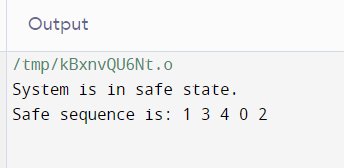 Output
/tmp/kBxnvQU6Nt.o
System is in safe state.
Safe sequence is: 1 3 4 0 2